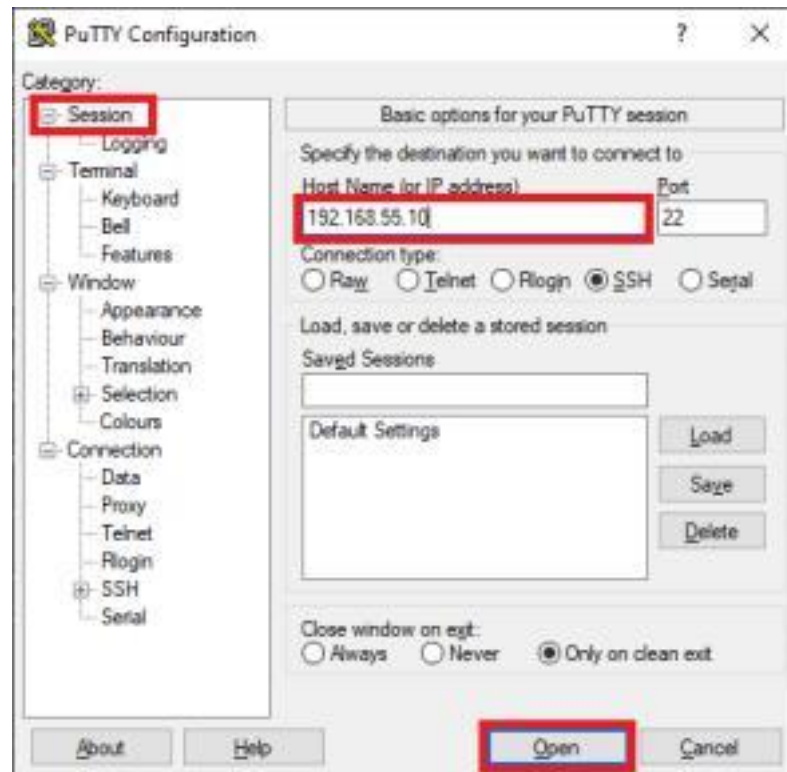 PuTTY Configuration
?
Category:
Session
Logging
Terminal
Keyboard
Bell
Features
Window
Appearance
Behaviour
Translation
Selection
Colours
Connection
Data
Proxy
Telnet
Rlogin
SSH
Serial
Basic options for your PuTTY session
Specify the destination you want to connect to
Host Name (or IP address) Port
192.168.55.10 22
Connection type:
Raw Telnet Rlogin SSH Serial
Load, save or delete a stored session
Saved Sessions
Default Settings
Load
Save
Delete
Close window on exit:
Always Never Only on clean exit
About Help Open Cancel